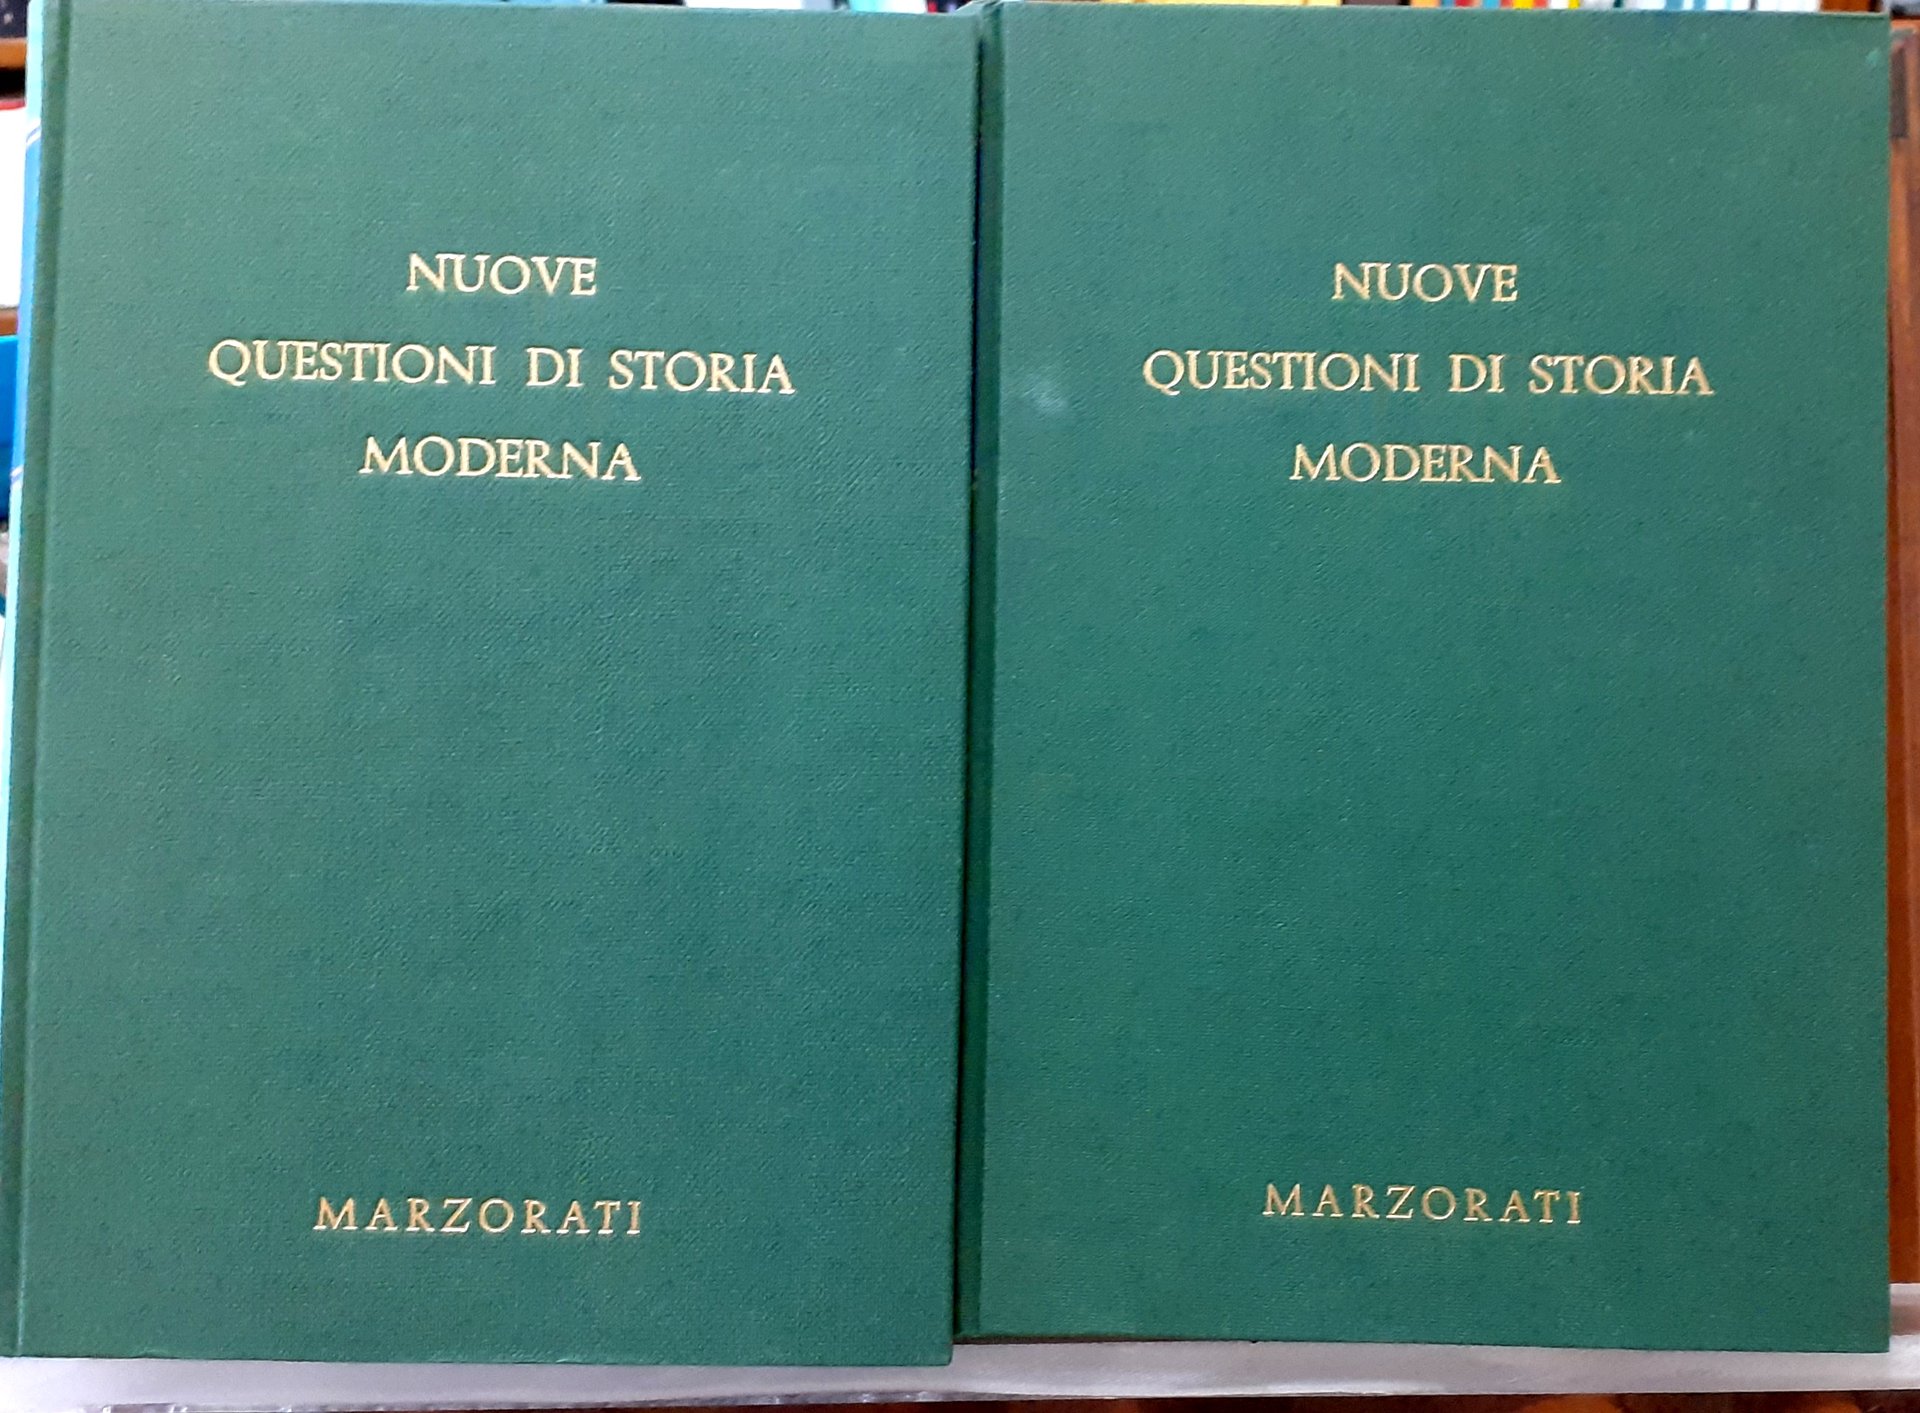 NUOVE
QUESTIONI DI STORIA
MODERNA
MARZORATI
NUOVE
QUESTIONI DI STORIA
MODERNA
MARZORATI